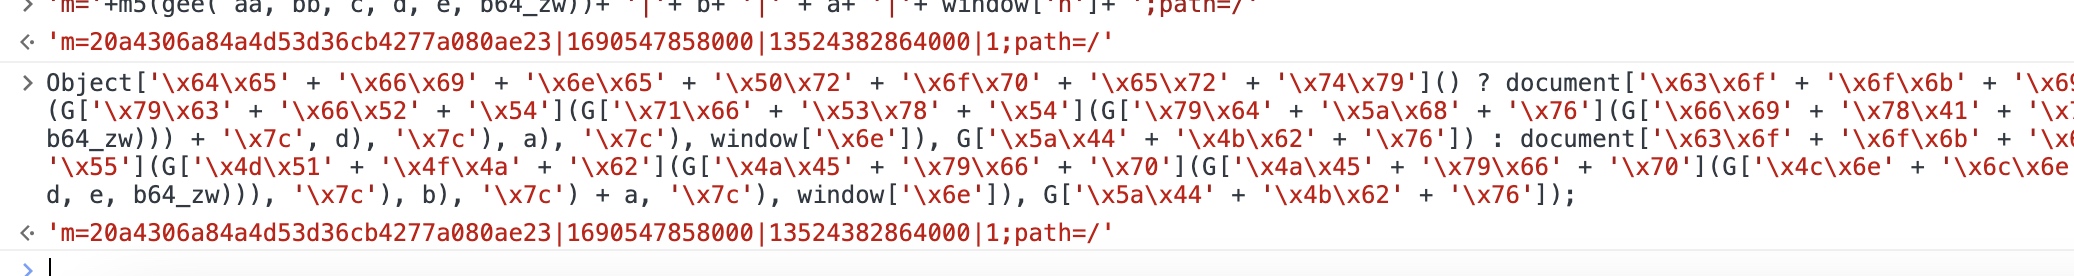 > 'm='+m5(gee( aa, bb, c, d, e, b64_zw))+ '|'+ b+ '|' + a+ '|'+ window['n']+ ';path=/'
<· 'm=20a4306a84a4d53d36cb4277a080ae23|1690547858000|13524382864000|1;path=/'
> Object['\x64\x65' + '\x66\x69' + '\x6e\x65' + '\x50\x72' + '\x6f\x70' + '\x65\x72' + '\x74\x79']() ? document['\x63\x6f' + '\x6f\x6b' + '\x69
(G['\x79\x63' + '\x66\x52' + '\x54'](G['\x71\x66' + '\x53\x78' + '\x54'](G['\x79\x64' + '\x5a\x68' + '\x76'](G['\x66\x69' + '\x78\x41' + '\x
b64_zw))) + '\x7c', d), '\x7c'), a), '\x7c'), window['\x6e']), G['\x5a\x44' + '\x4b\x62' + '\x76']) : document['\x63\x6f' + '\x6f\x6b' + '\x6
'\x55'](G['\x4d\x51' + '\x4f\x4a' + '\x62'](G['\x4a\x45' + '\x79\x66' + '\x70'](G['\x4a\x45' + '\x79\x66' + '\x70'](G['\x4c\x6e' + '\x6c\x6e
d, e, b64_zw))), '\x7c'), b), '\x7c') + a, '\x7c'), window['\x6e']), G['\x5a\x44' + '\x4b\x62' + '\x76']);
<· 'm=20a4306a84a4d53d36cb4277a080ae23|1690547858000|13524382864000|1;path=/'
>